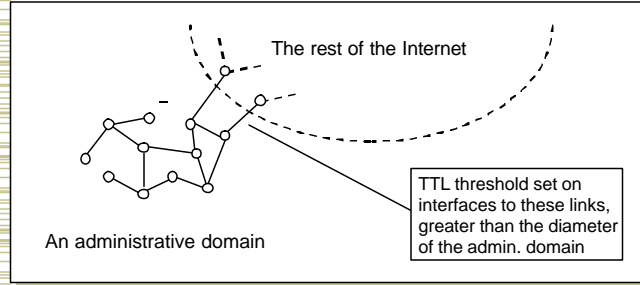 The rest of the Internet
TTL threshold set on
interfaces to these links,
greater than the diameter
of the admin. domain
An administrative domain